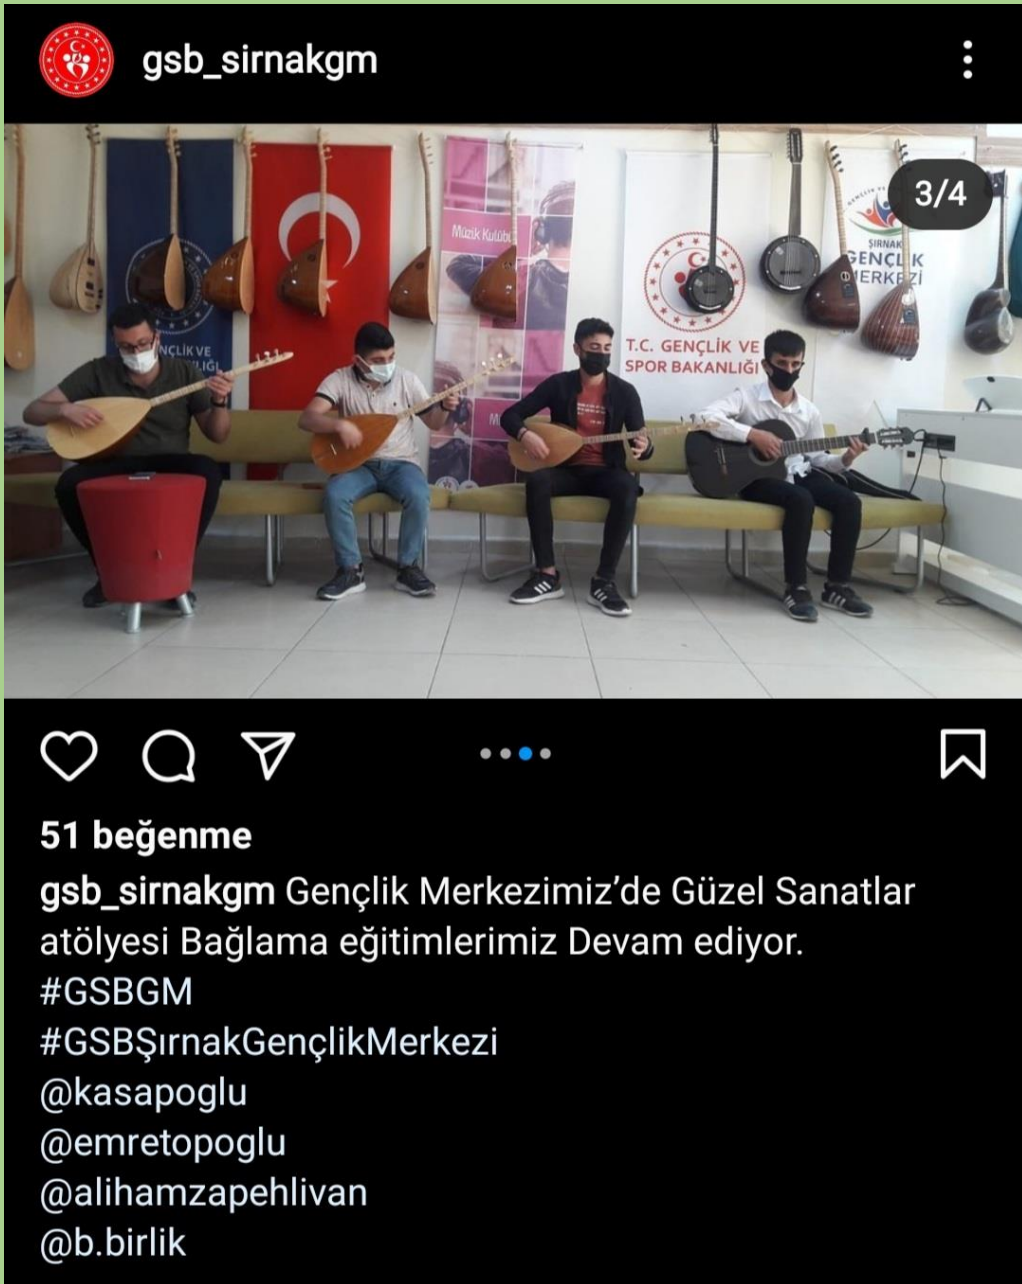 gsb_sirnakgm
3/4
Müzik Kulübü
ŞIRNAK
GENÇLİK
MERKEZİ
T.C. GENÇLİK VE
SPOR BAKANLIĞI
51 beğenme
gsb_sirnakgm Gençlik Merkezimiz’de Güzel Sanatlar
atölyesi Bağlama eğitimlerimiz Devam ediyor.
#GSBGM
#GSBŞırnakGençlikMerkezi
@kasapoglu
@emretopoglu
@alihamzapehlivan
@b.birlik